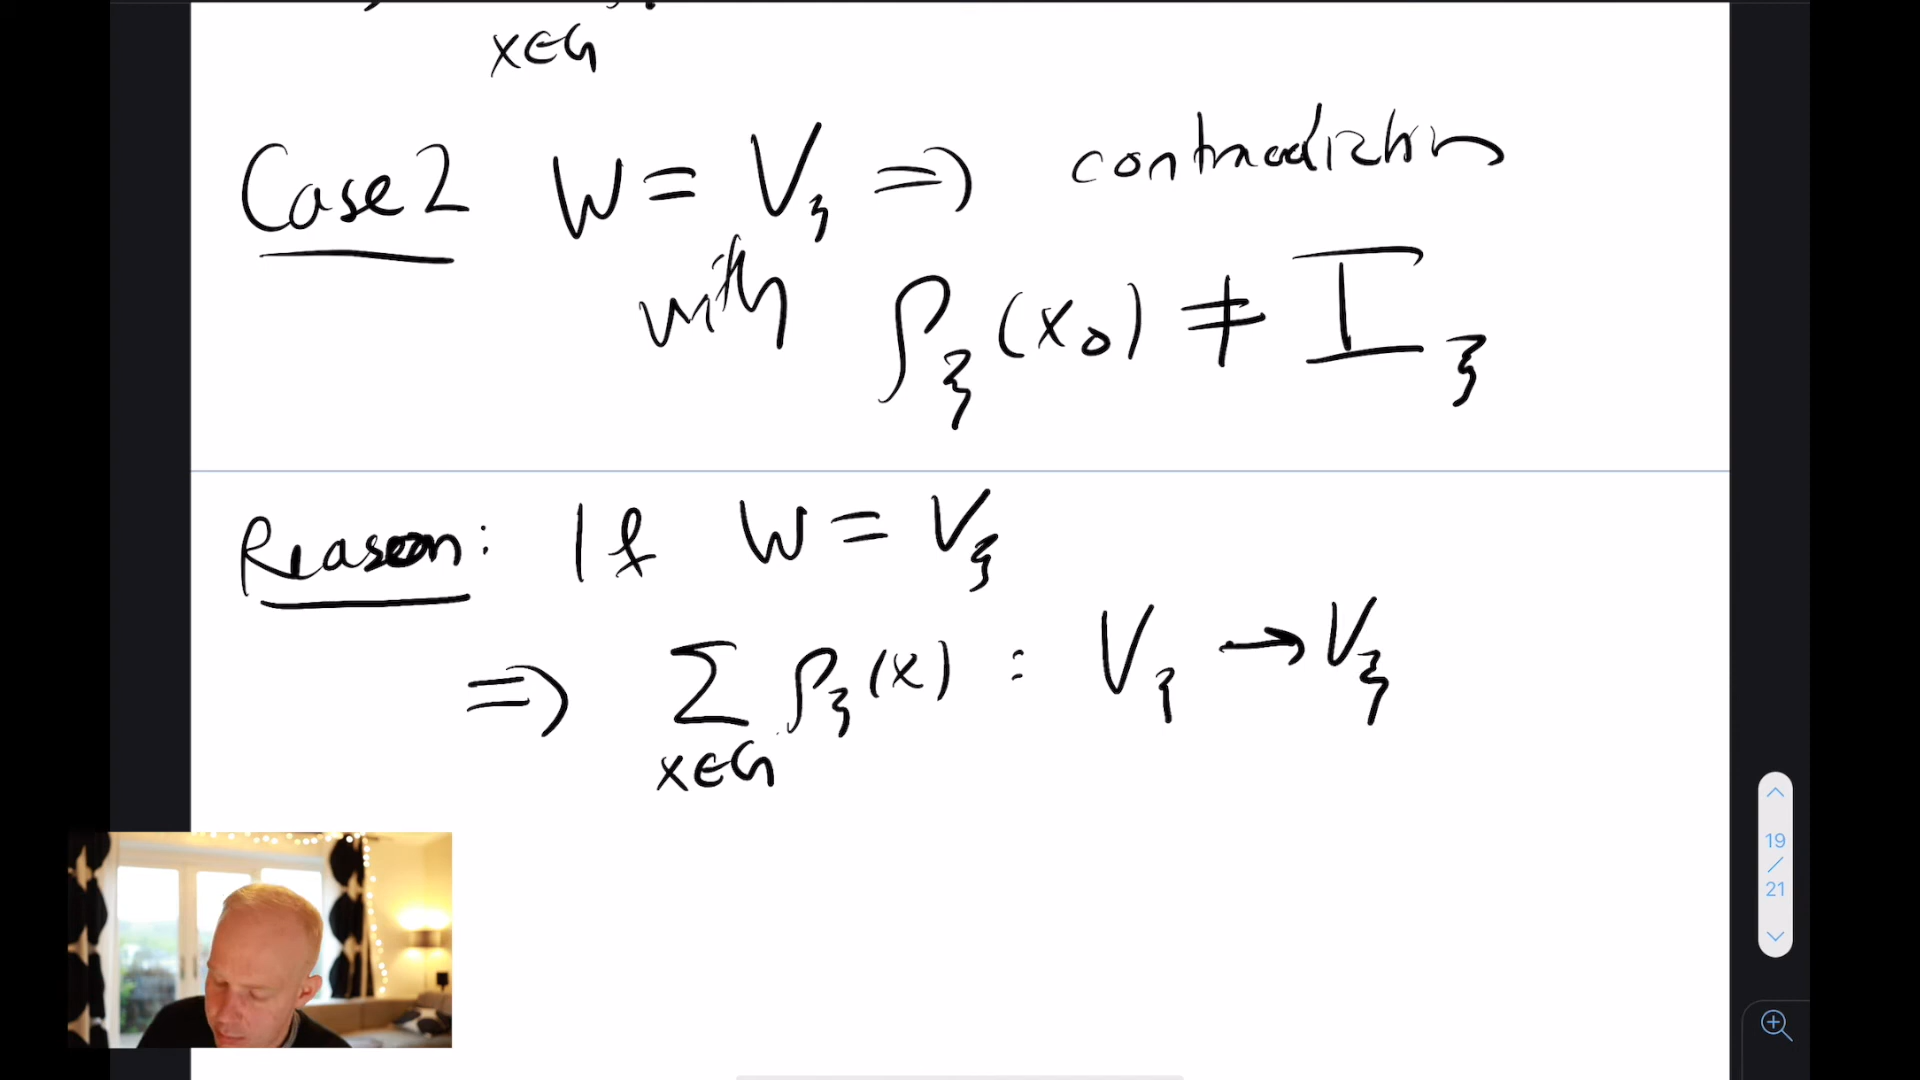 x∈G
Case 2 W = V_ξ ⇒ contradiction
with ρ_ξ(x₀) ≠ I_ξ
Reason: If W = V_ξ
⇒ Σ ρ_ξ(x) : V_ξ → V_ξ
x∈G
19
/
21